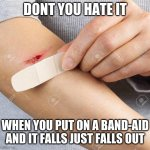 DONT YOU HATE IT
WHEN YOU PUT ON A BAND-AID
AND IT FALLS JUST FALLS OUT